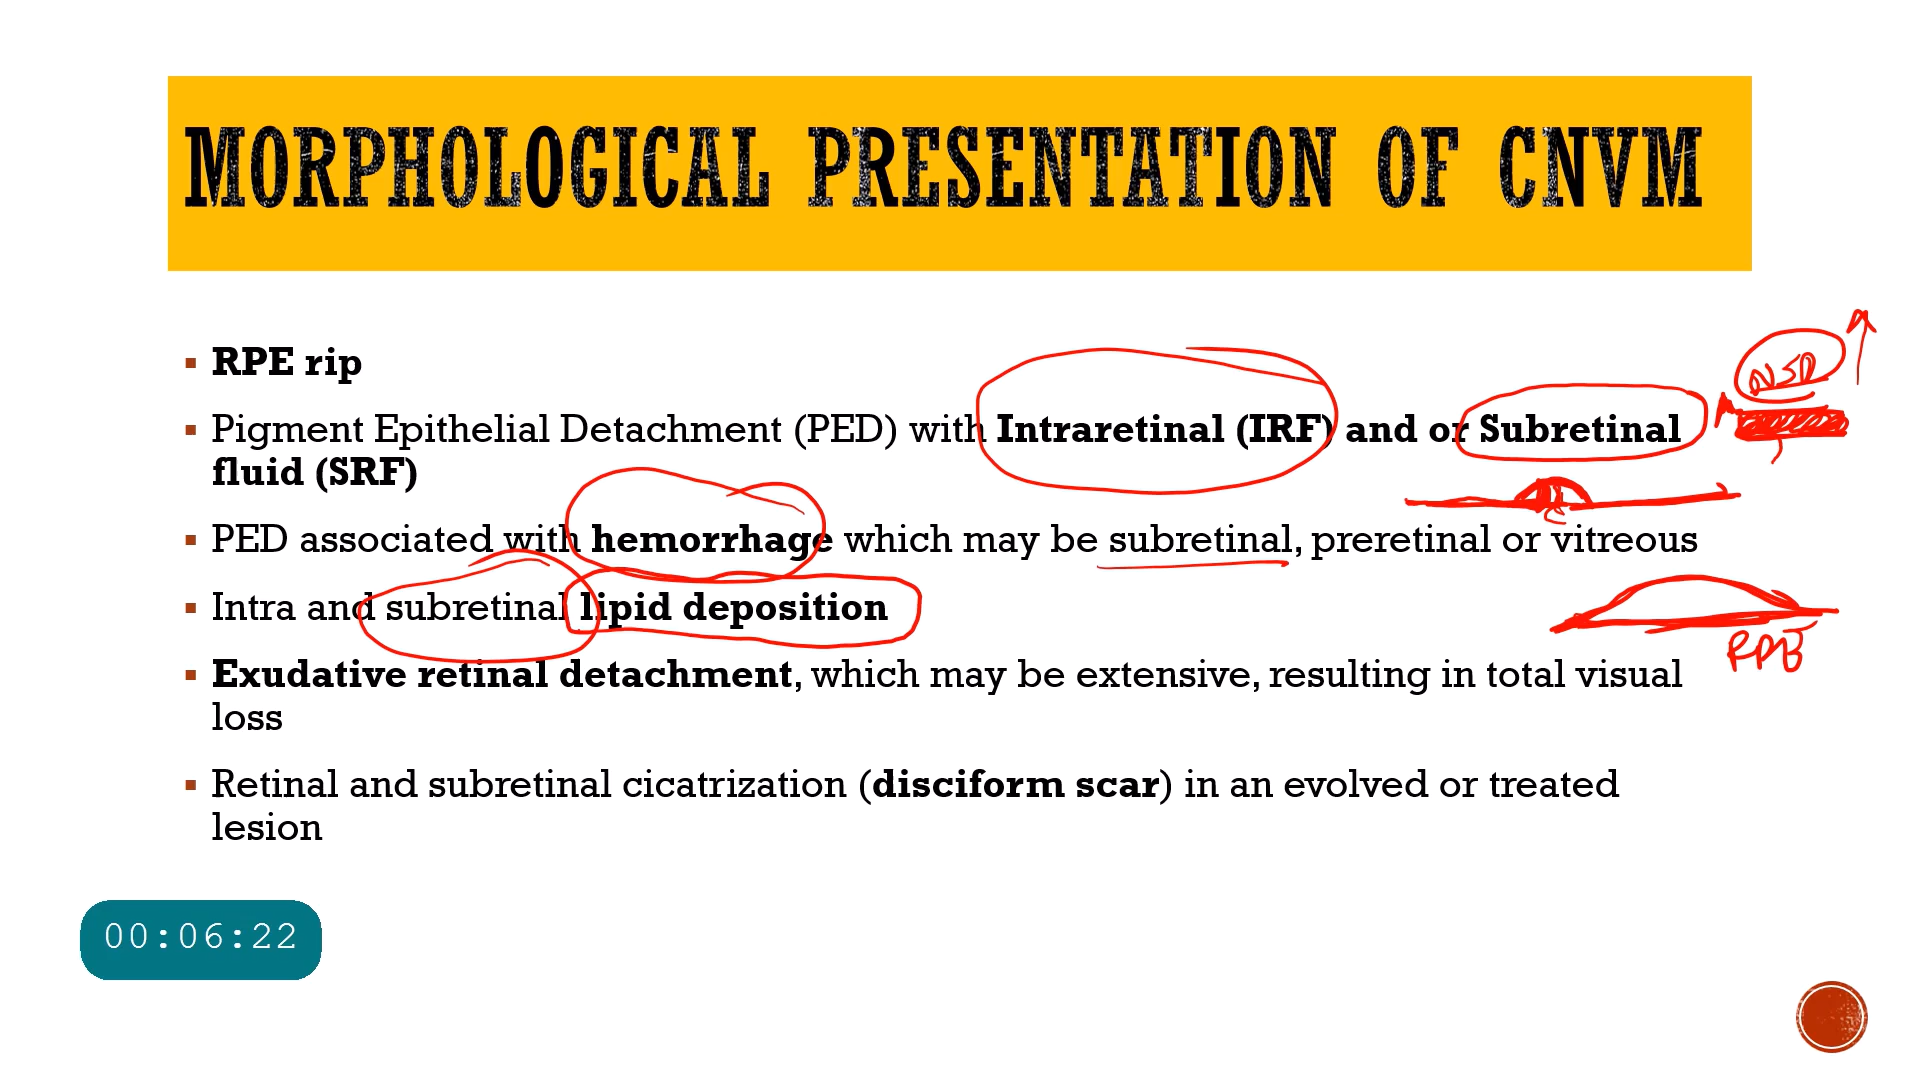 MORPHOLOGICAL PRESENTATION OF CNVM
▪ RPE rip
▪ Pigment Epithelial Detachment (PED) with Intraretinal (IRF) and or Subretinal
fluid (SRF)
▪ PED associated with hemorrhage which may be subretinal, preretinal or vitreous
▪ Intra and subretinal lipid deposition
▪ Exudative retinal detachment, which may be extensive, resulting in total visual
loss
▪ Retinal and subretinal cicatrization (disciform scar) in an evolved or treated
lesion
NSR
RPE
00:06:22